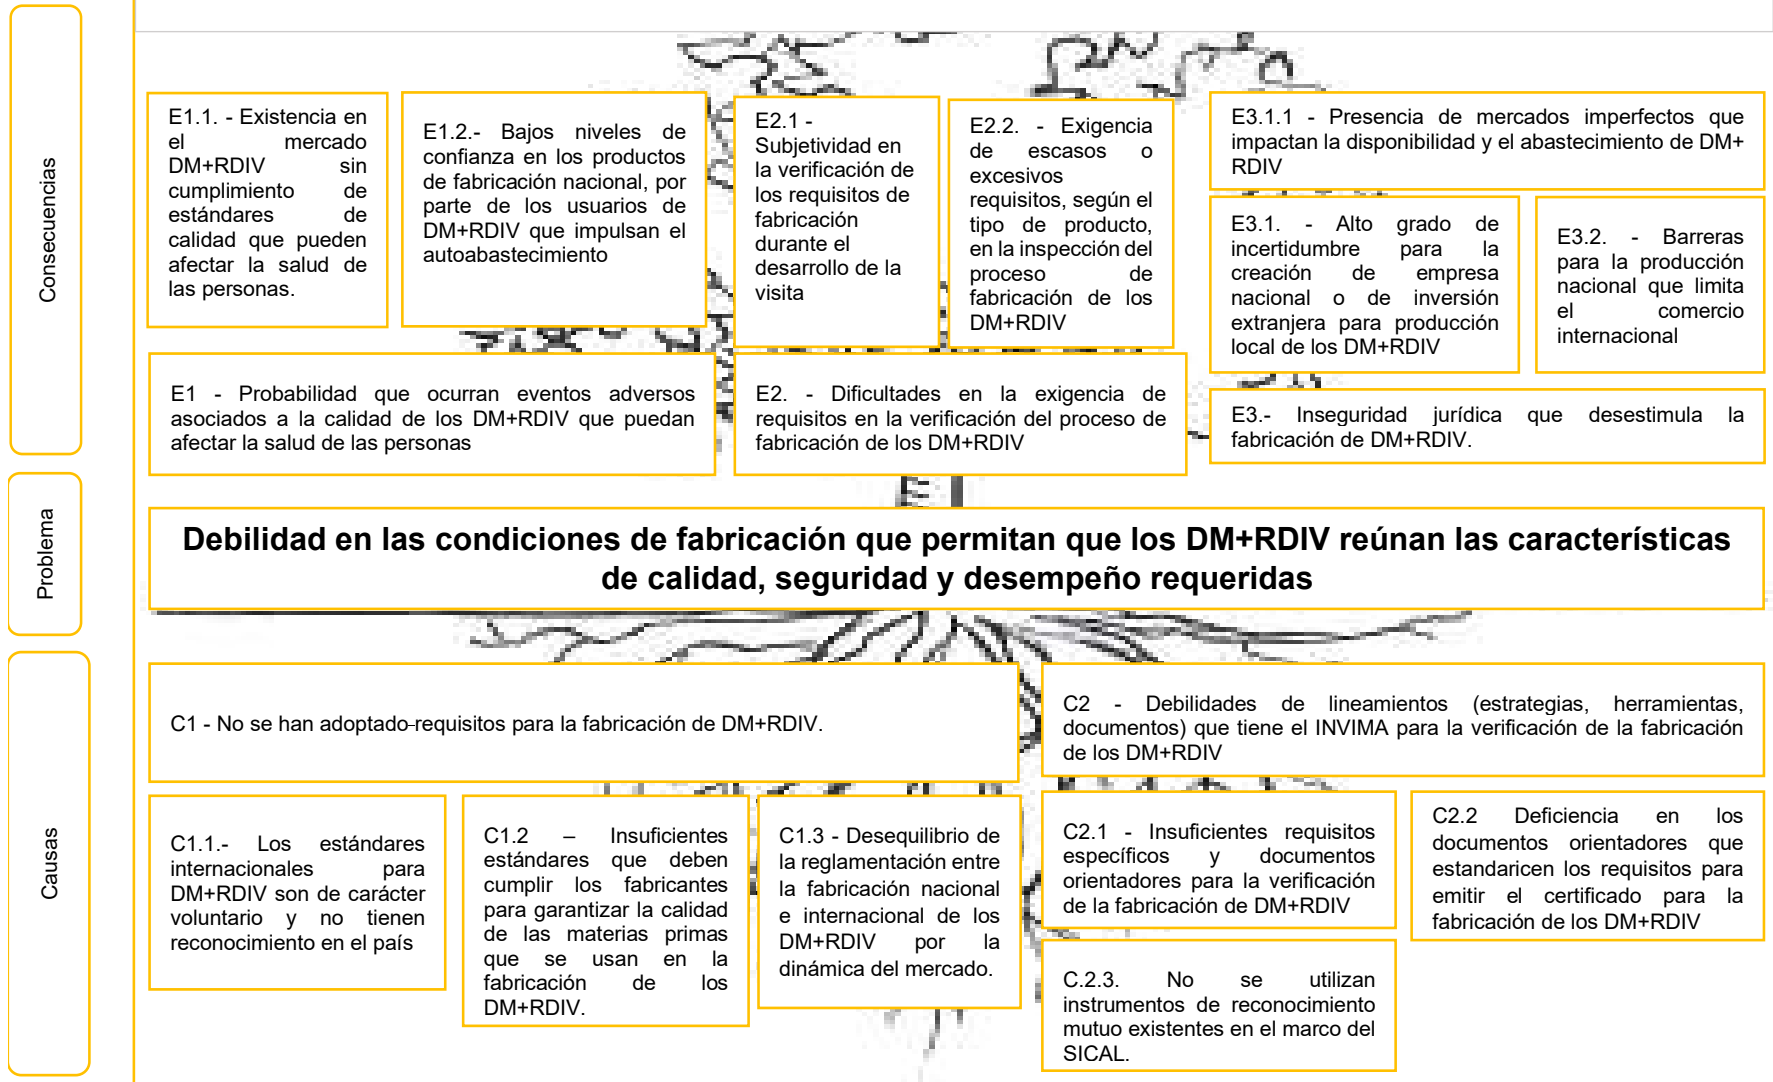 Consecuencias
E1.1. - Existencia en
el mercado
DM+RDIV sin
cumplimiento de
estándares de
calidad que pueden
afectar la salud de
las personas.
E1.2.- Bajos niveles de
confianza en los productos
de fabricación nacional, por
parte de los usuarios de
DM+RDIV que impulsan el
autoabastecimiento
E2.1 -
Subjetividad en
la verificación de
los requisitos de
fabricación
durante el
desarrollo de la
visita
E2.2. - Exigencia
de escasos o
excesivos
requisitos, según el
tipo de producto,
en la inspección del
proceso de
fabricación de los
DM+RDIV
E3.1.1 - Presencia de mercados imperfectos que
impactan la disponibilidad y el abastecimiento de DM+
RDIV
E3.1. - Alto grado de
incertidumbre para la
creación de empresa
nacional o de inversión
extranjera para producción
local de los DM+RDIV
E3.2. - Barreras
para la producción
nacional que limita
el comercio
internacional
E1 - Probabilidad que ocurran eventos adversos
asociados a la calidad de los DM+RDIV que puedan
afectar la salud de las personas
E2. - Dificultades en la exigencia de
requisitos en la verificación del proceso de
fabricación de los DM+RDIV
E3.- Inseguridad jurídica que desestimula la
fabricación de DM+RDIV.
Problema
Debilidad en las condiciones de fabricación que permitan que los DM+RDIV reúnan las características
de calidad, seguridad y desempeño requeridas
Causas
C1 - No se han adoptado requisitos para la fabricación de DM+RDIV.
C2 - Debilidades de lineamientos (estrategias, herramientas,
documentos) que tiene el INVIMA para la verificación de la fabricación
de los DM+RDIV
C1.1.- Los estándares
internacionales para
DM+RDIV son de carácter
voluntario y no tienen
reconocimiento en el país
C1.2 – Insuficientes
estándares que deben
cumplir los fabricantes
para garantizar la calidad
de las materias primas
que se usan en la
fabricación de los
DM+RDIV.
C1.3 - Desequilibrio de
la reglamentación entre
la fabricación nacional
e internacional de los
DM+RDIV por la
dinámica del mercado.
C2.1 - Insuficientes requisitos
específicos y documentos
orientadores para la verificación
de la fabricación de DM+RDIV
C2.2 Deficiencia en los
documentos orientadores que
estandaricen los requisitos para
emitir el certificado para la
fabricación de los DM+RDIV
C.2.3. No se utilizan
instrumentos de reconocimiento
mutuo existentes en el marco del
SICAL.